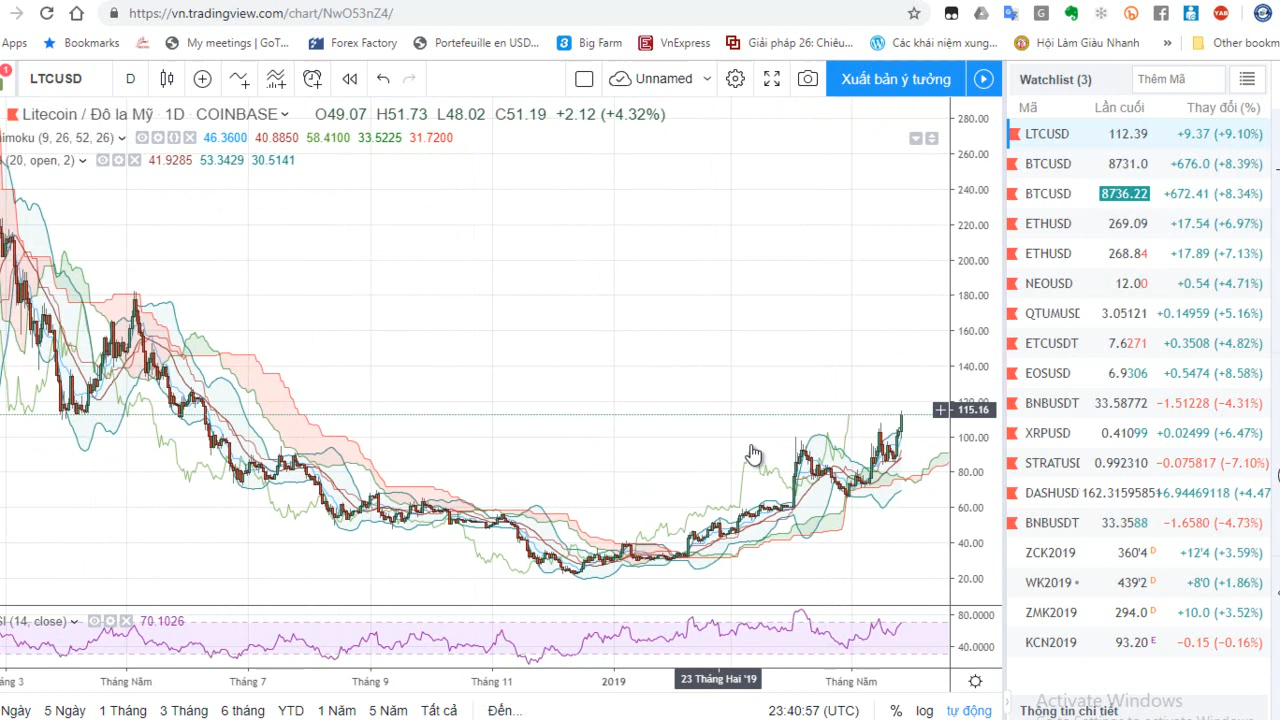 https://vn.tradingview.com/chart/NwO53nZ4/
Apps Bookmarks My meetings | GoT... Forex Factory Portefeuille en USD... Big Farm VnExpress Giải pháp 26: Chiêu... Các khái niệm xung... Hội Làm Giàu Nhanh » Other bookm
LTCUSD D Unnamed Xuất bản ý tưởng
Watchlist (3) Thêm Mã
Mã Lần cuối Thay đổi (%)
Litecoin / Đô la Mỹ 1D COINBASE O49.07 H51.73 L48.02 C51.19 +2.12 (+4.32%)
himoku (9, 26, 52, 26) 46.3600 40.8850 58.4100 33.5225 31.7200
(20, open, 2) 41.9285 53.3429 30.5141
280.00
260.00
240.00
220.00
200.00
180.00
160.00
140.00
120.00
115.16
100.00
80.00
60.00
40.00
20.00
SI (14, close) 70.1026
80.0000
40.0000
áng 3 Tháng Năm Tháng 7 Tháng 9 Tháng 11 2019 23 Tháng Hai '19 Tháng Năm
Ngày 5 Ngày 1 Tháng 3 Tháng 6 tháng YTD 1 Năm 5 Năm Tất cả Đến... 23:40:57 (UTC) % log tự động
LTCUSD 112.39 +9.37 (+9.10%)
BTCUSD 8731.0 +676.0 (+8.39%)
BTCUSD 8736.22 +672.41 (+8.34%)
ETHUSD 269.09 +17.54 (+6.97%)
ETHUSD 268.84 +17.89 (+7.13%)
NEOUSD 12.00 +0.54 (+4.71%)
QTUMUSD 3.05121 +0.14959 (+5.16%)
ETCUSDT 7.6271 +0.3508 (+4.82%)
EOSUSD 6.9306 +0.5474 (+8.58%)
BNBUSDT 33.58772 −1.51228 (−4.31%)
XRPUSD 0.41099 +0.02499 (+6.47%)
STRATUSD 0.992310 −0.075817 (−7.10%)
DASHUSD 162.3159585 +6.94469118 (+4.47
BNBUSDT 33.3588 −1.6580 (−4.73%)
ZCK2019 360'4 D +12'4 (+3.59%)
WK2019 439'2 D +8'0 (+1.86%)
ZMK2019 294.0 D +10.0 (+3.52%)
KCN2019 93.20 E −0.15 (−0.16%)
Activate Windows
Thông tin chi tiết